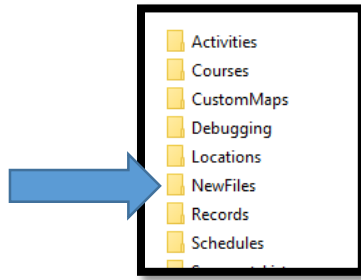 Activities
Courses
CustomMaps
Debugging
Locations
NewFiles
Records
Schedules